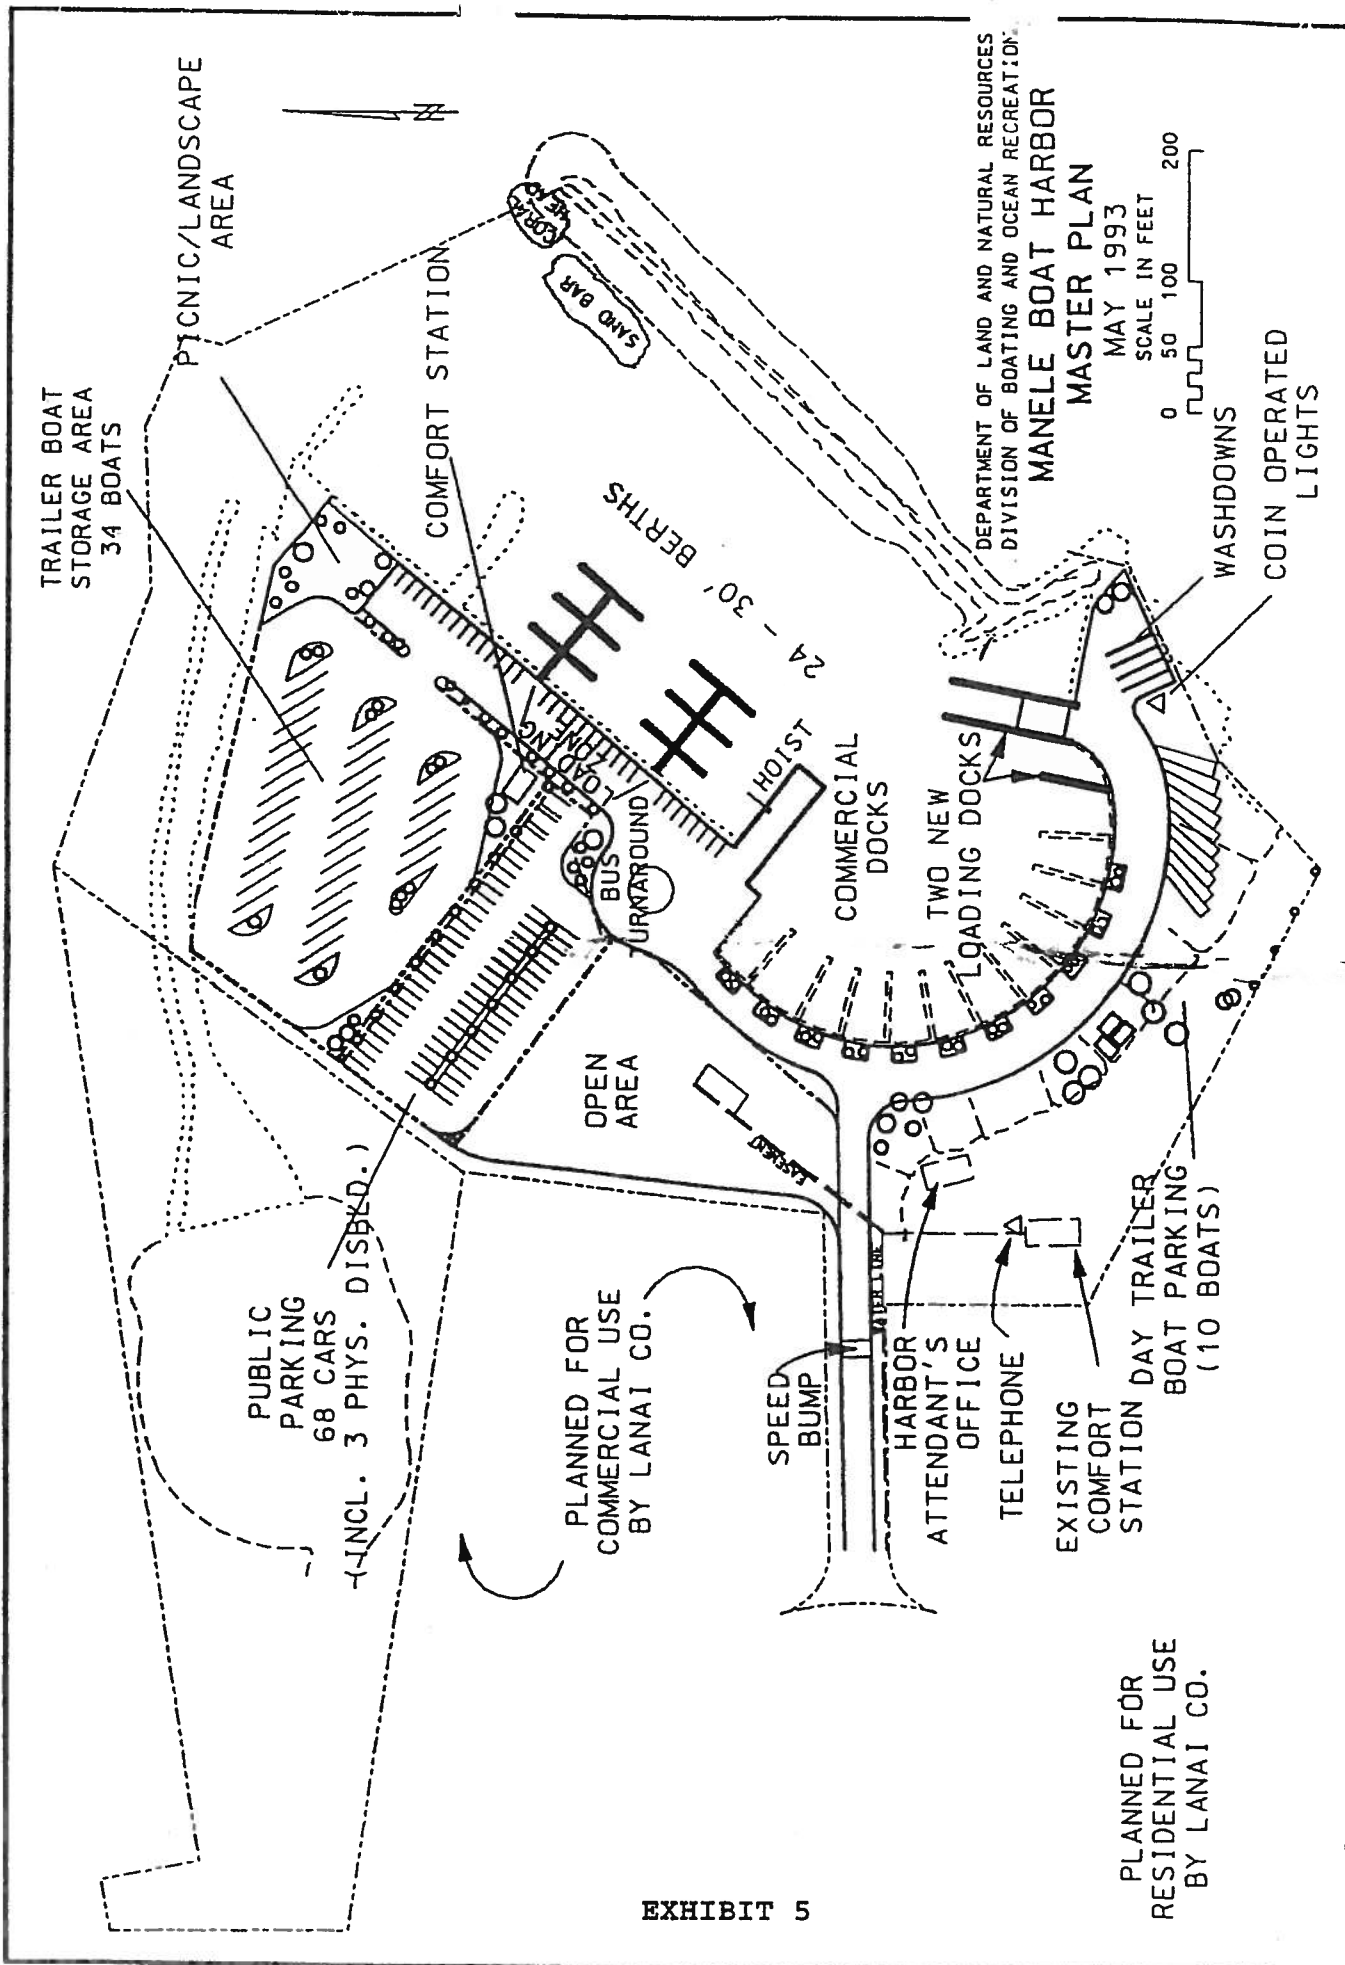 TRAILER BOAT
STORAGE AREA
34 BOATS
PICNIC/LANDSCAPE
AREA
COMFORT STATION
CORAL
HEAD
SAND BAR
24 - 30' BERTHS
LOADING
ZONE
BUS
TURNAROUND
HOIST
COMMERCIAL
DOCKS
TWO NEW
LOADING DOCKS
DEPARTMENT OF LAND AND NATURAL RESOURCES
DIVISION OF BOATING AND OCEAN RECREATION
MANELE BOAT HARBOR
MASTER PLAN
MAY 1993
SCALE IN FEET
0 50 100 200
WASHDOWNS
COIN OPERATED
LIGHTS
OPEN
AREA
EASEMENT
WATER LINE
PUBLIC
PARKING
68 CARS
(INCL. 3 PHYS. DISBLD.)
PLANNED FOR
COMMERCIAL USE
BY LANAI CO.
SPEED
BUMP
HARBOR
ATTENDANT'S
OFFICE
TELEPHONE
EXISTING
COMFORT
STATION
DAY TRAILER
BOAT PARKING
(10 BOATS)
PLANNED FOR
RESIDENTIAL USE
BY LANAI CO.
EXHIBIT 5